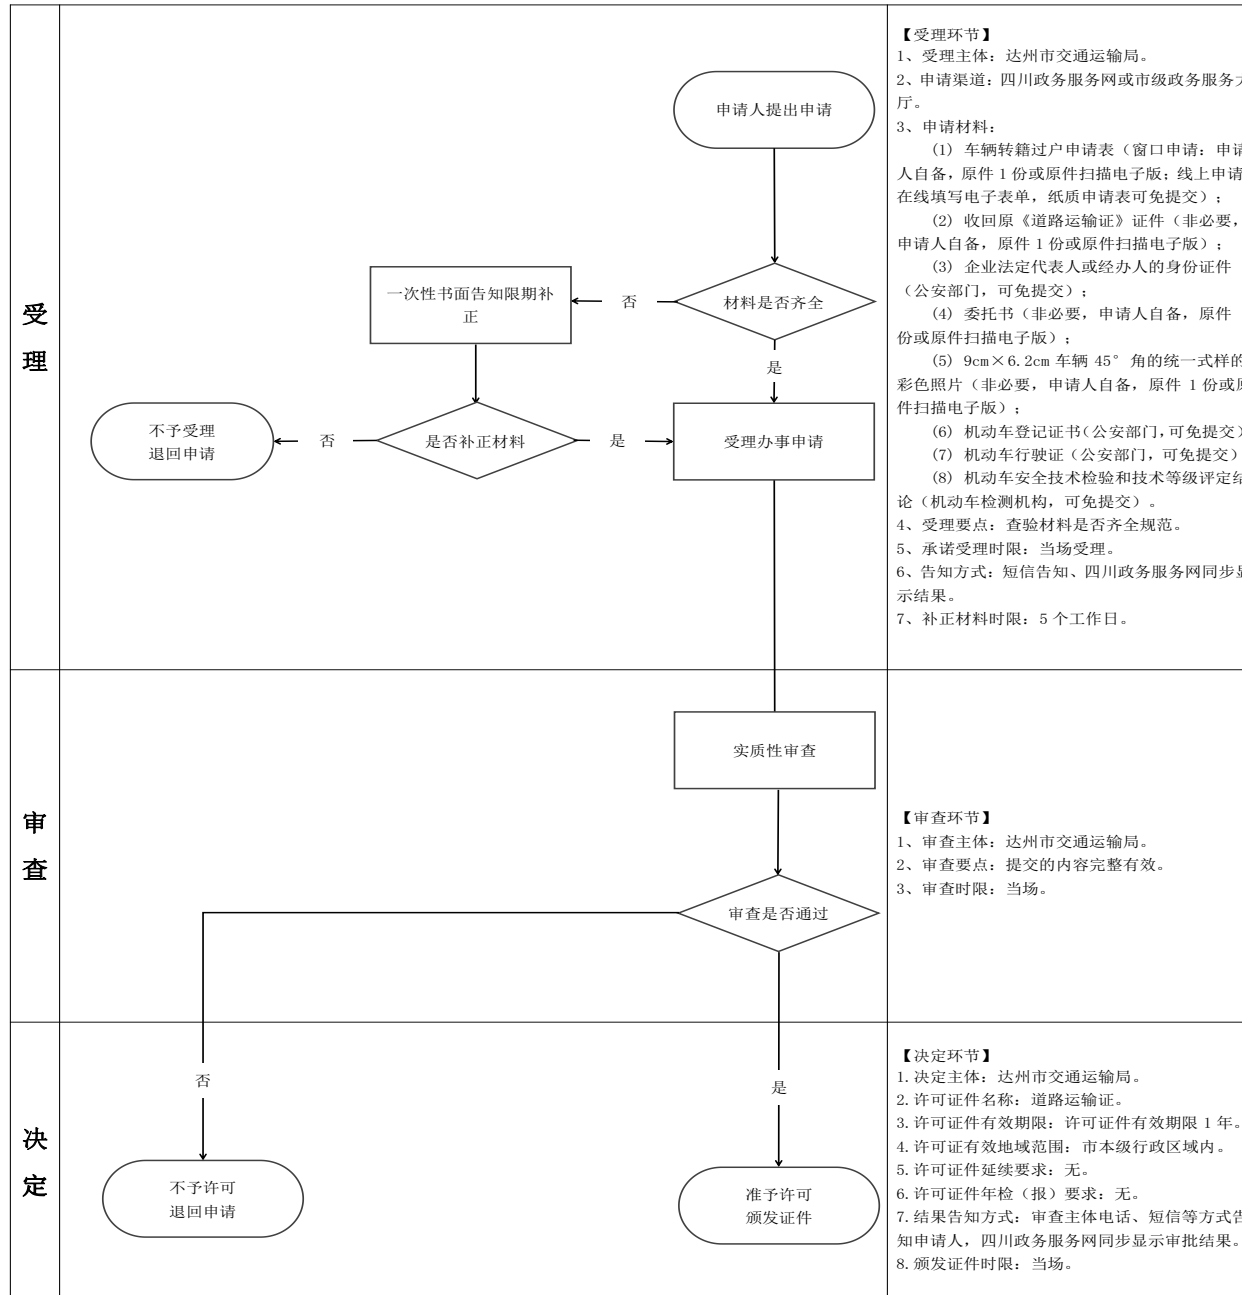 受
理
申请人提出申请
材料是否齐全
否
一次性书面告知限期补
正
是
是否补正材料
否
不予受理
退回申请
是
受理办事申请
【受理环节】
1、受理主体：达州市交通运输局。
2、申请渠道：四川政务服务网或市级政务服务大
厅。
3、申请材料：
（1）车辆转籍过户申请表（窗口申请：申请
人自备，原件 1 份或原件扫描电子版；线上申请
在线填写电子表单，纸质申请表可免提交）；
（2）收回原《道路运输证》证件（非必要，
申请人自备，原件 1 份或原件扫描电子版）；
（3）企业法定代表人或经办人的身份证件
（公安部门，可免提交）；
（4）委托书（非必要，申请人自备，原件
份或原件扫描电子版）；
（5）9cm×6.2cm 车辆 45°角的统一式样的
彩色照片（非必要，申请人自备，原件 1 份或原
件扫描电子版）；
（6）机动车登记证书（公安部门，可免提交）
（7）机动车行驶证（公安部门，可免提交）
（8）机动车安全技术检验和技术等级评定结
论（机动车检测机构，可免提交）。
4、受理要点：查验材料是否齐全规范。
5、承诺受理时限：当场受理。
6、告知方式：短信告知、四川政务服务网同步显
示结果。
7、补正材料时限：5 个工作日。
审
查
实质性审查
审查是否通过
【审查环节】
1、审查主体：达州市交通运输局。
2、审查要点：提交的内容完整有效。
3、审查时限：当场。
决
定
否
是
不予许可
退回申请
准予许可
颁发证件
【决定环节】
1.决定主体：达州市交通运输局。
2.许可证件名称：道路运输证。
3.许可证件有效期限：许可证件有效期限 1 年。
4.许可证有效地域范围：市本级行政区域内。
5.许可证件延续要求：无。
6.许可证件年检（报）要求：无。
7.结果告知方式：审查主体电话、短信等方式告
知申请人，四川政务服务网同步显示审批结果。
8.颁发证件时限：当场。